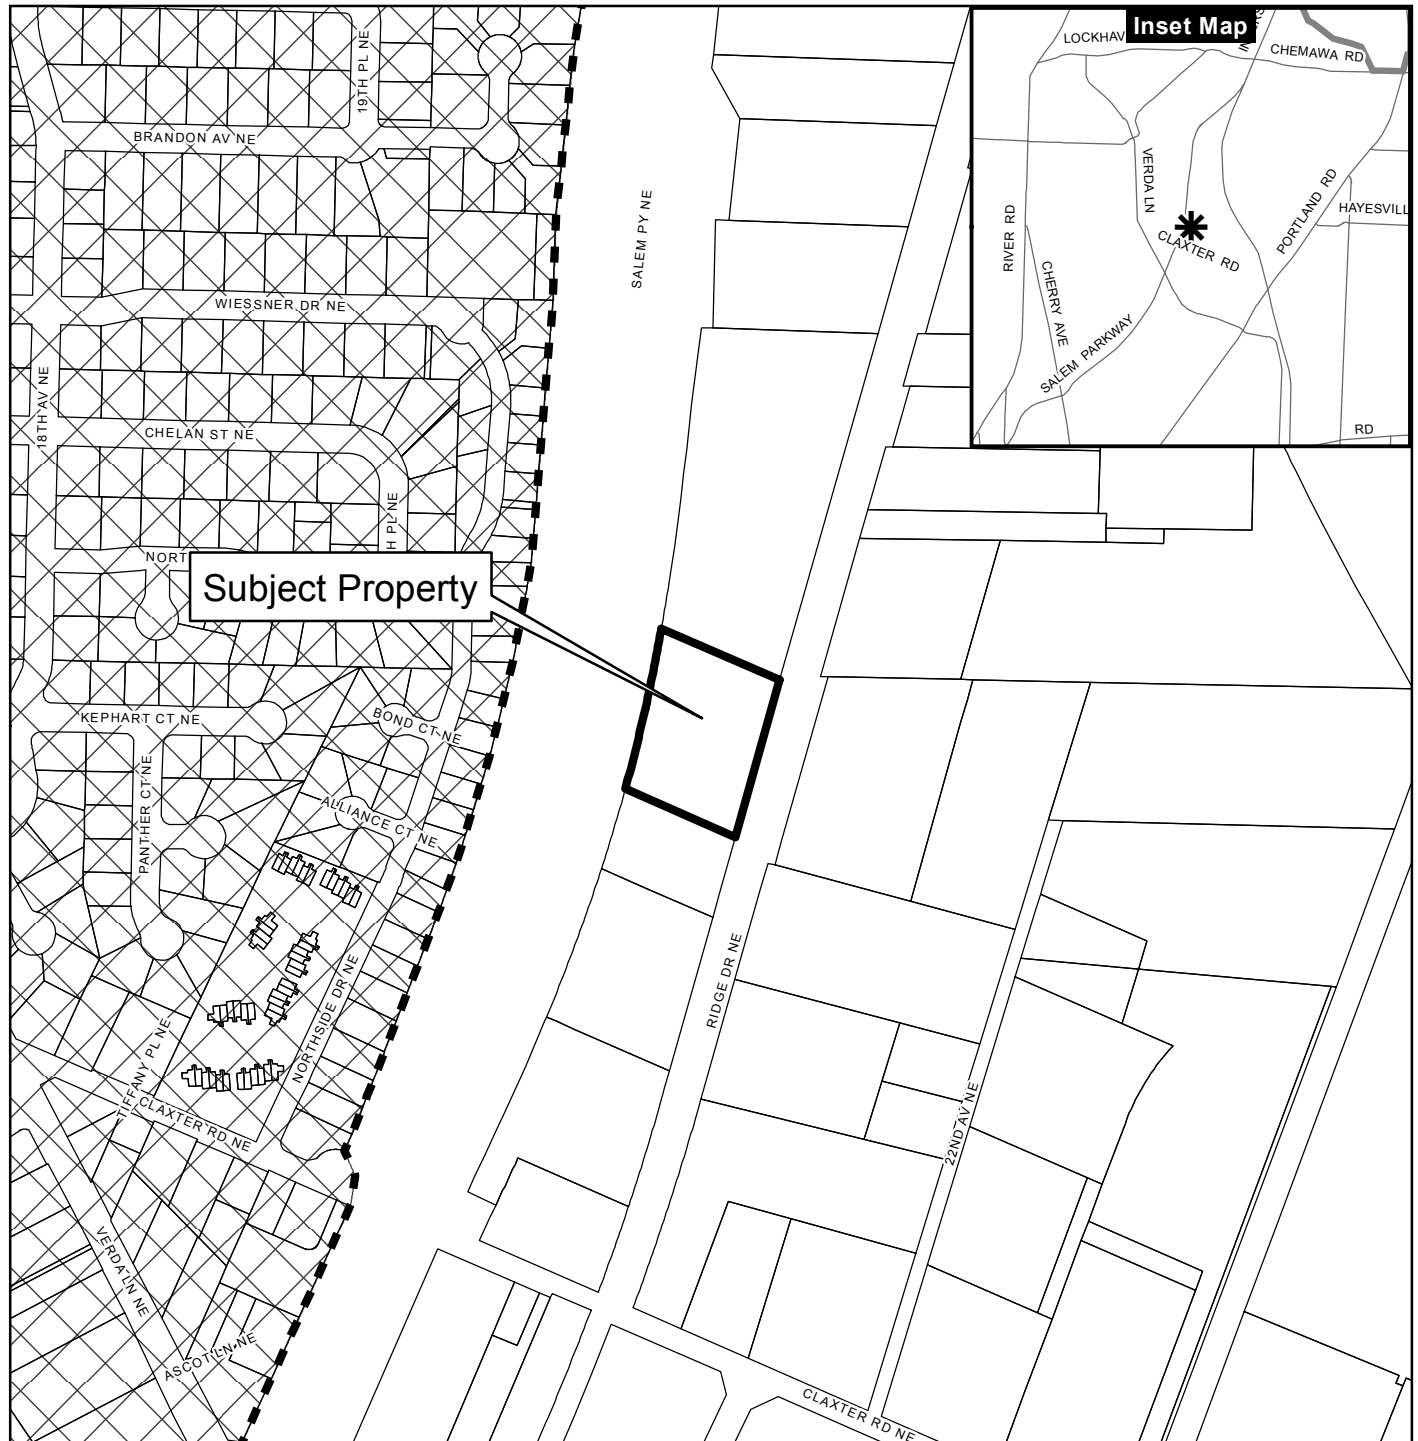 Inset Map
LOCKHAV
CHEMAWA RD
VERDA LN
RIVER RD
PORTLAND RD
HAYESVILL
CLAXTER RD
CHERRY AVE
SALEM PARKWAY
RD
19TH PL NE
BRANDON AV NE
SALEM PY NE
WIESSNER DR NE
18TH AV NE
CHELAN ST NE
H PL NE
NORT
Subject Property
KEPHART CT NE
BOND CT NE
PANTHER CT NE
ALLIANCE CT NE
RIDGE DR NE
NORTHSIDE DR NE
TIFFANY PL NE
CLAXTER RD NE
22ND AV NE
VERDA LN NE
ASCOT LN NE
CLAXTER RD NE